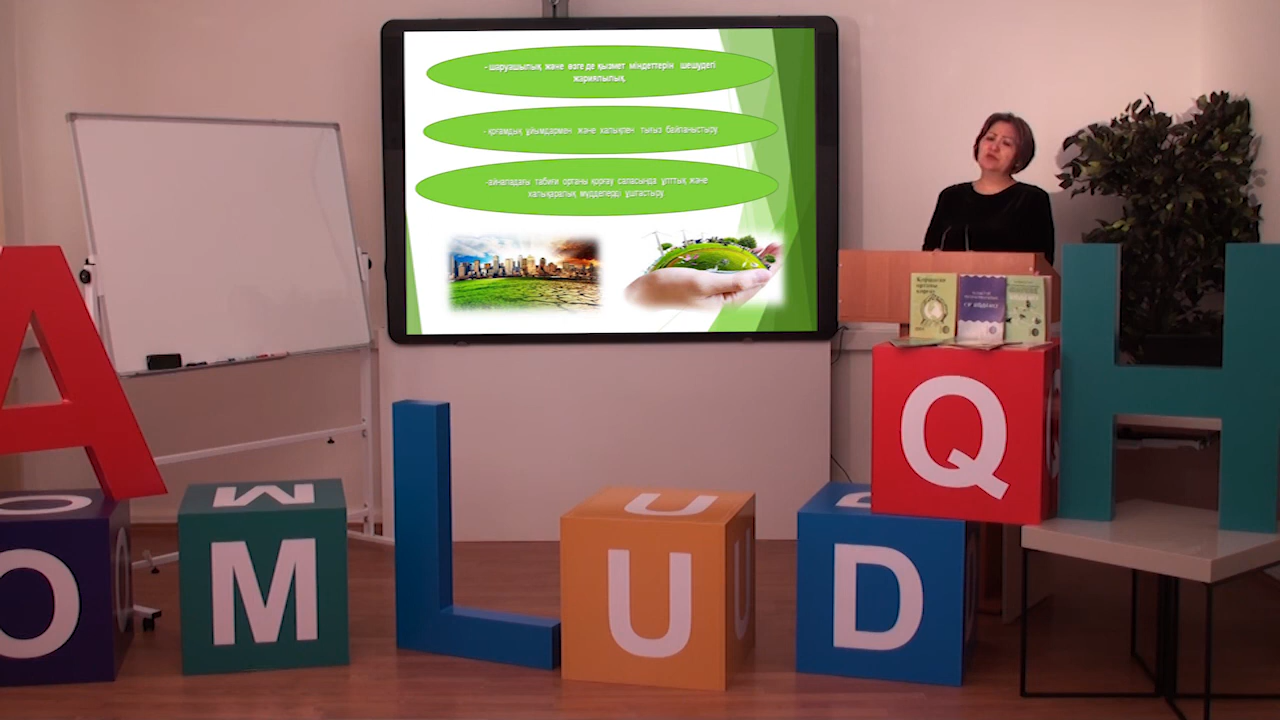 - шаруашылық және өзге де қызмет міндеттерін шешудегі
жариялылық.
- қоғамдық ұйымдармен және халықпен тығыз байланыстыру
-айналадағы табиғи ортаны қорғау саласында ұлттық және
халықаралық мүдделерді ұштастыру
A
H
Q
L
O
M
U
D
O
M
U
D